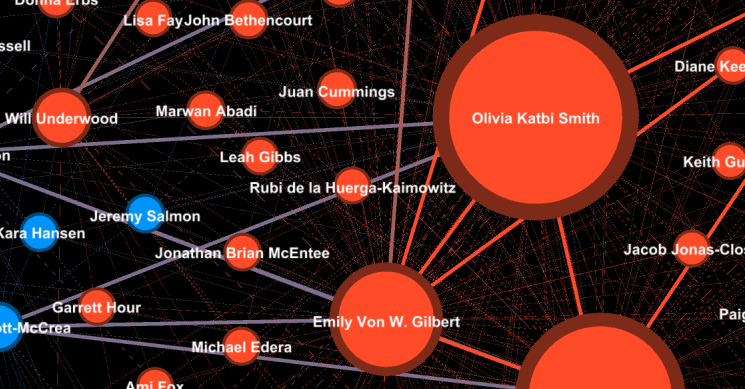 Donna Erbs
Lisa Fay
John Bethencourt
ssell
Diane Kee
Juan Cummings
Marwan Abadi
Will Underwood
Olivia Katbi Smith
on
Leah Gibbs
Keith Gu
Rubi de la Huerga-Kaimowitz
Jeremy Salmon
Kara Hansen
Jonathan Brian McEntee
Jacob Jonas-Clos
Garrett Hour
Paig
Emily Von W. Gilbert
ott-McCrea
Michael Edera
Ami Fox